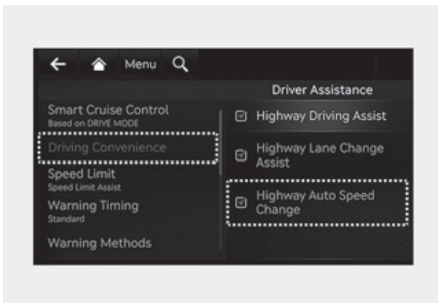 Menu
Driver Assistance
Smart Cruise Control
Based on DRIVE MODE
Driving Convenience
Speed Limit
Speed Limit Assist
Warning Timing
Standard
Warning Methods
Highway Driving Assist
Highway Lane Change
Assist
Highway Auto Speed
Change